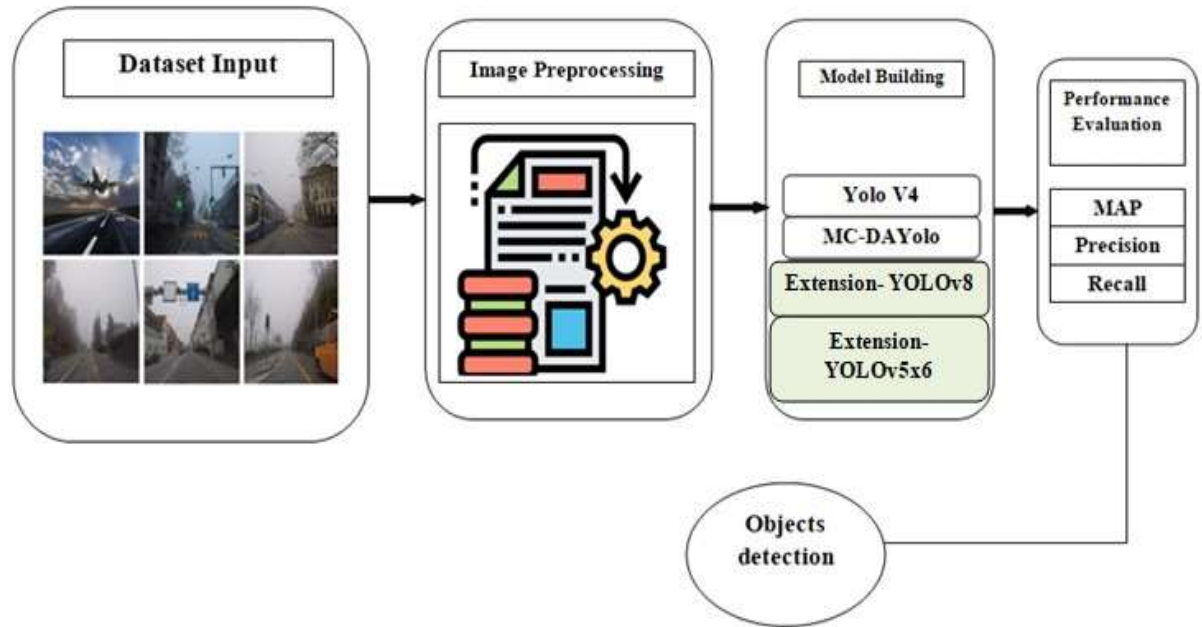 Dataset Input
Image Preprocessing
Model Building
Yolo V4
MC-DAYolo
Extension- YOLOv8
Extension-
YOLOv5x6
Performance
Evaluation
MAP
Precision
Recall
Objects
detection